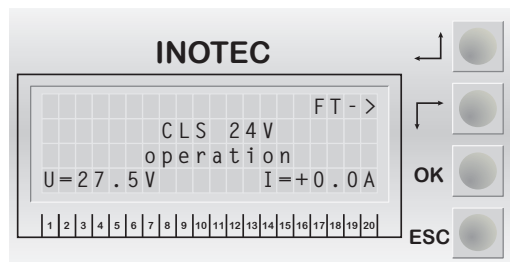 INOTEC
FT->
CLS 24V
operation
U=27.5V I=+0.0A
1 2 3 4 5 6 7 8 9 10 11 12 13 14 15 16 17 18 19 20
OK
ESC